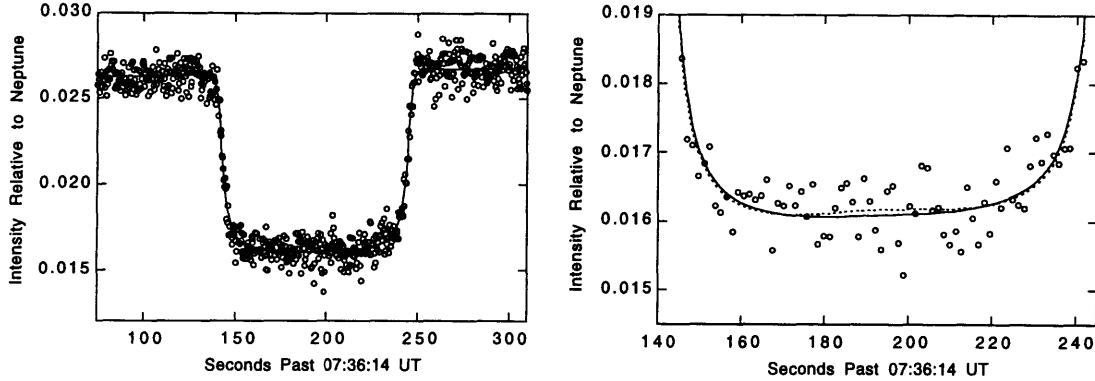 0.030
0.025
0.020
0.015
Intensity Relative to Neptune
100 150 200 250 300
Seconds Past 07:36:14 UT
0.019
0.018
0.017
0.016
0.015
Intensity Relative to Neptune
140 160 180 200 220 240
Seconds Past 07:36:14 UT